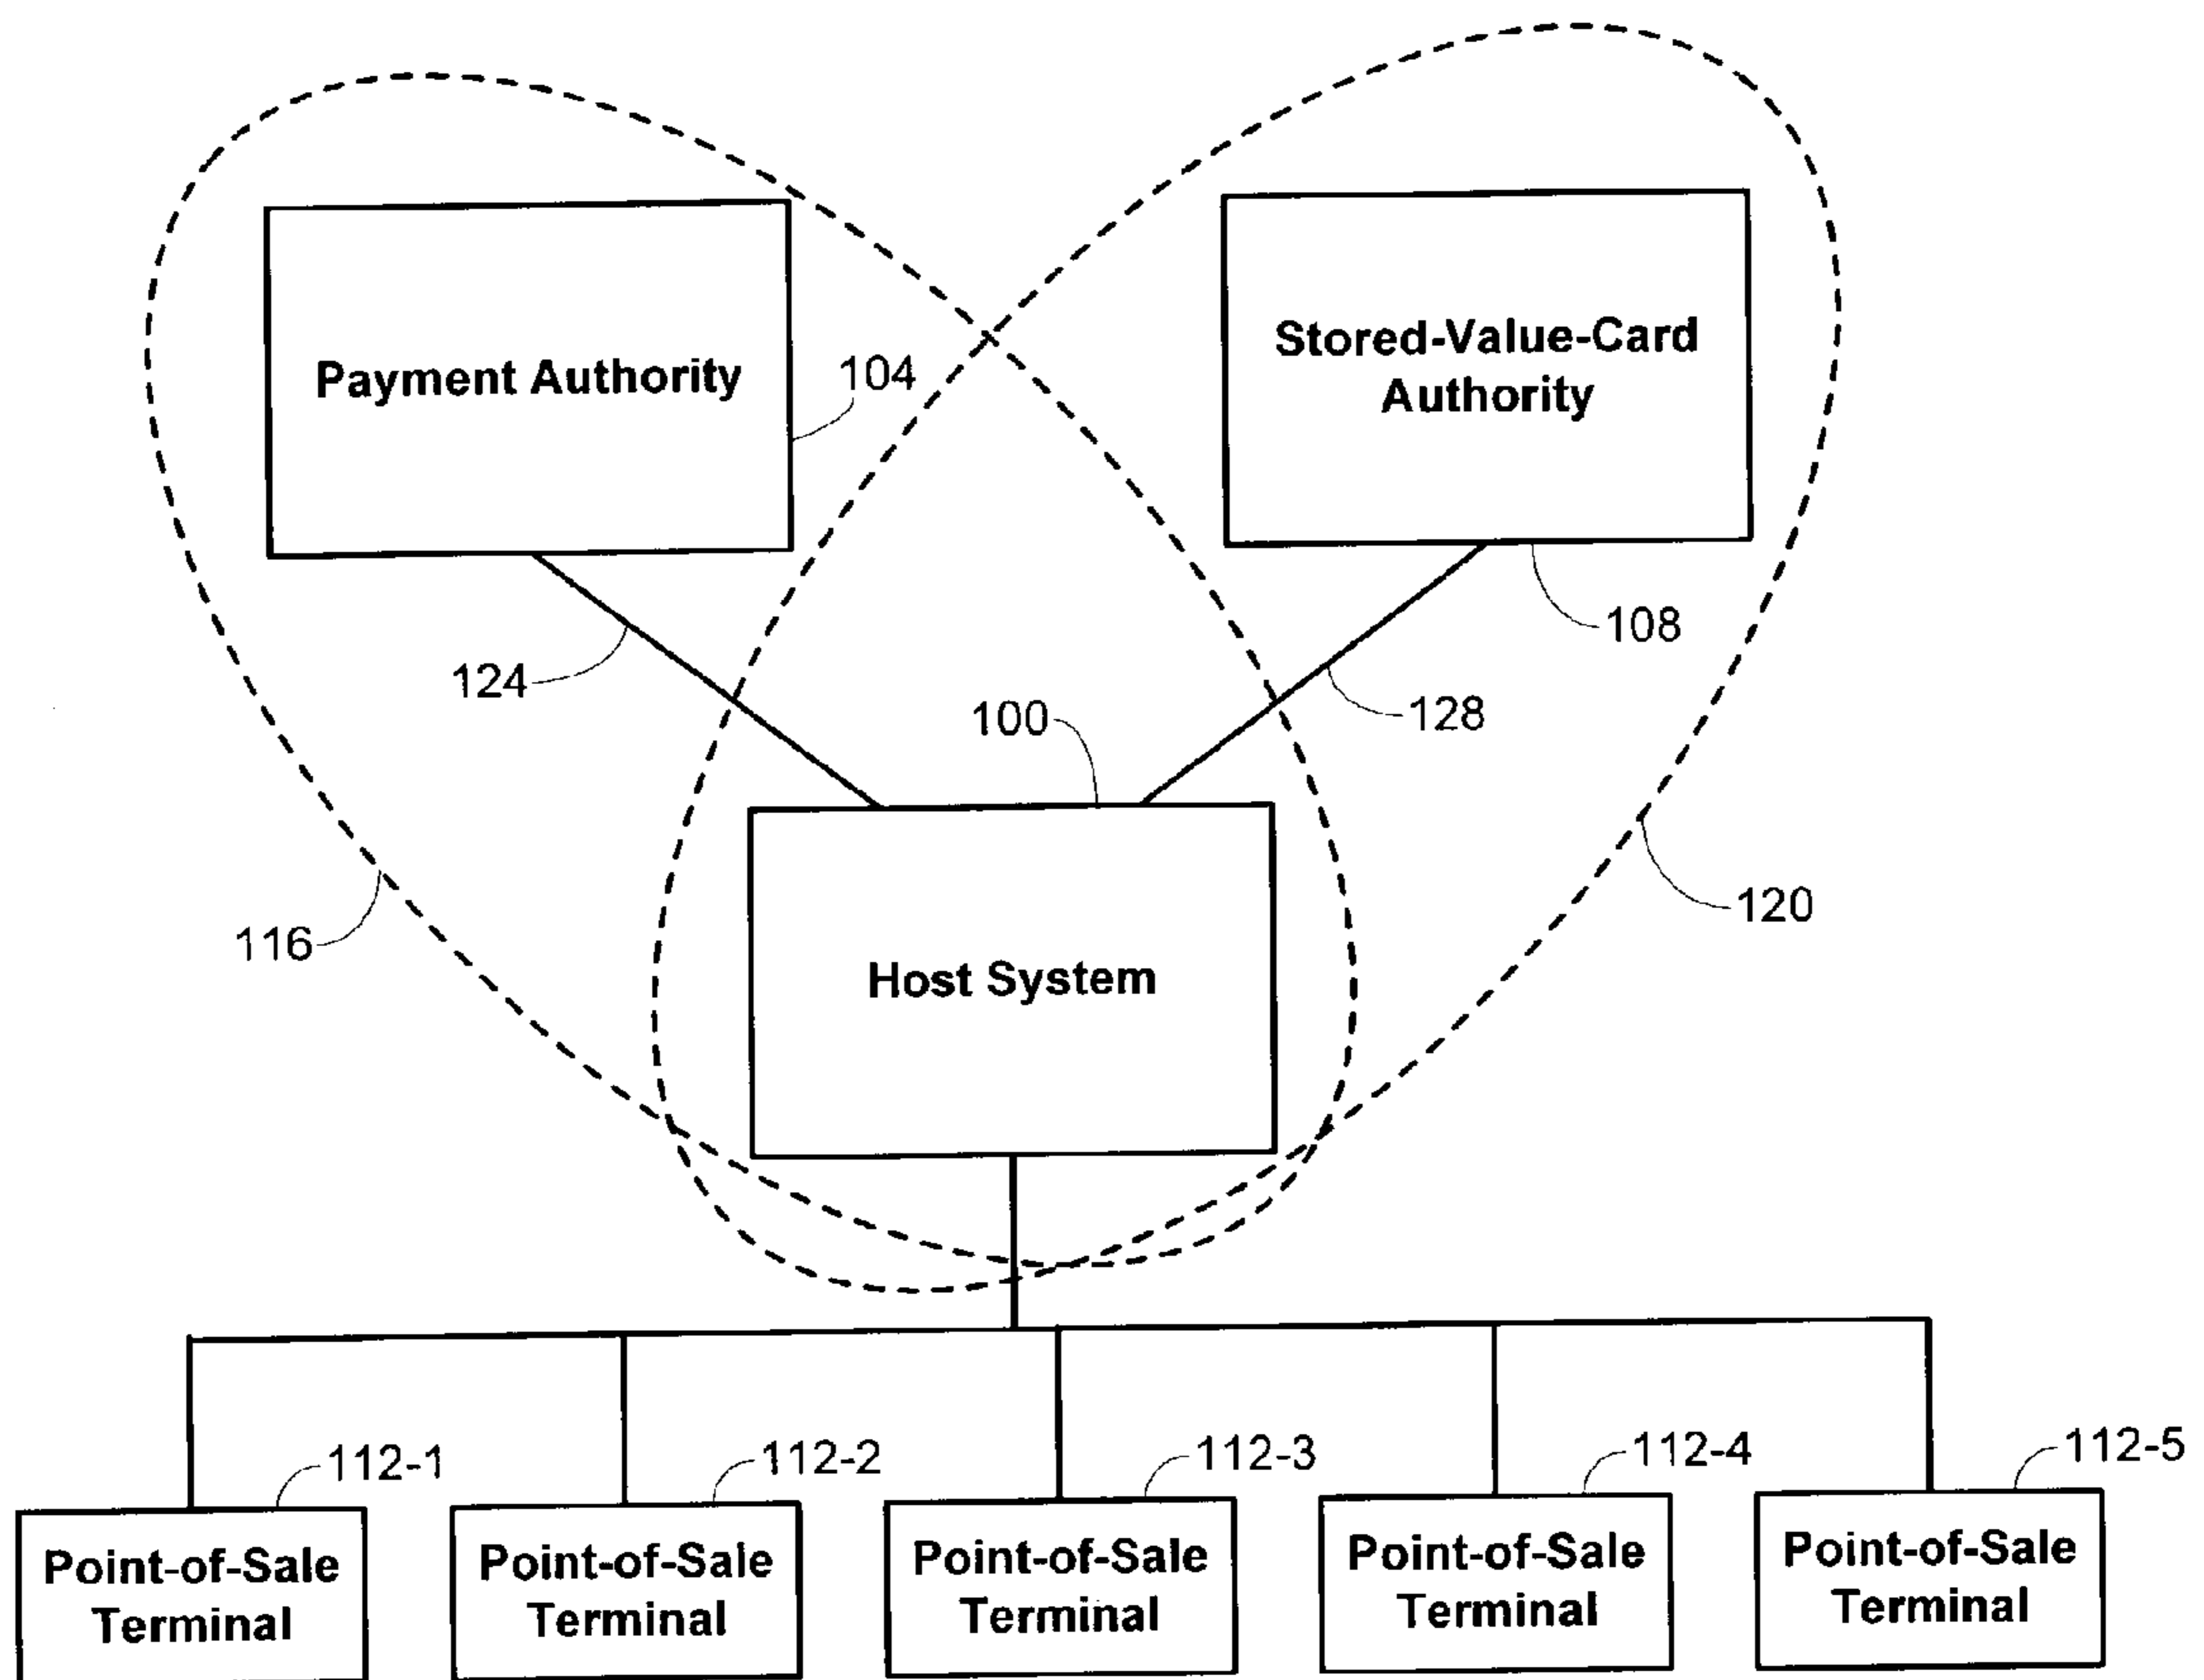 Payment Authority
104
Stored-Value-Card
Authority
108
124
128
100
Host System
116
120
112-1
112-2
112-3
112-4
112-5
Point-of-Sale
Terminal
Point-of-Sale
Terminal
Point-of-Sale
Terminal
Point-of-Sale
Terminal
Point-of-Sale
Terminal